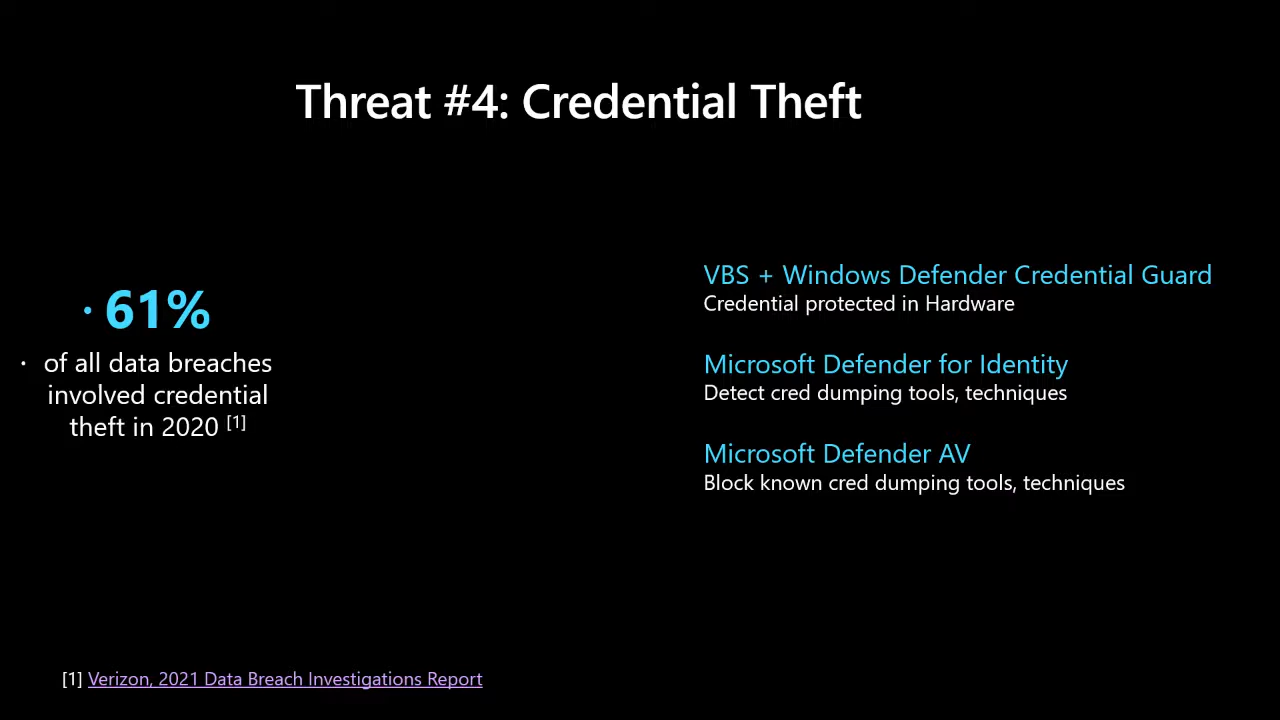 Threat #4: Credential Theft
· 61%
· of all data breaches
involved credential
theft in 2020 [1]
VBS + Windows Defender Credential Guard
Credential protected in Hardware
Microsoft Defender for Identity
Detect cred dumping tools, techniques
Microsoft Defender AV
Block known cred dumping tools, techniques
[1] Verizon, 2021 Data Breach Investigations Report